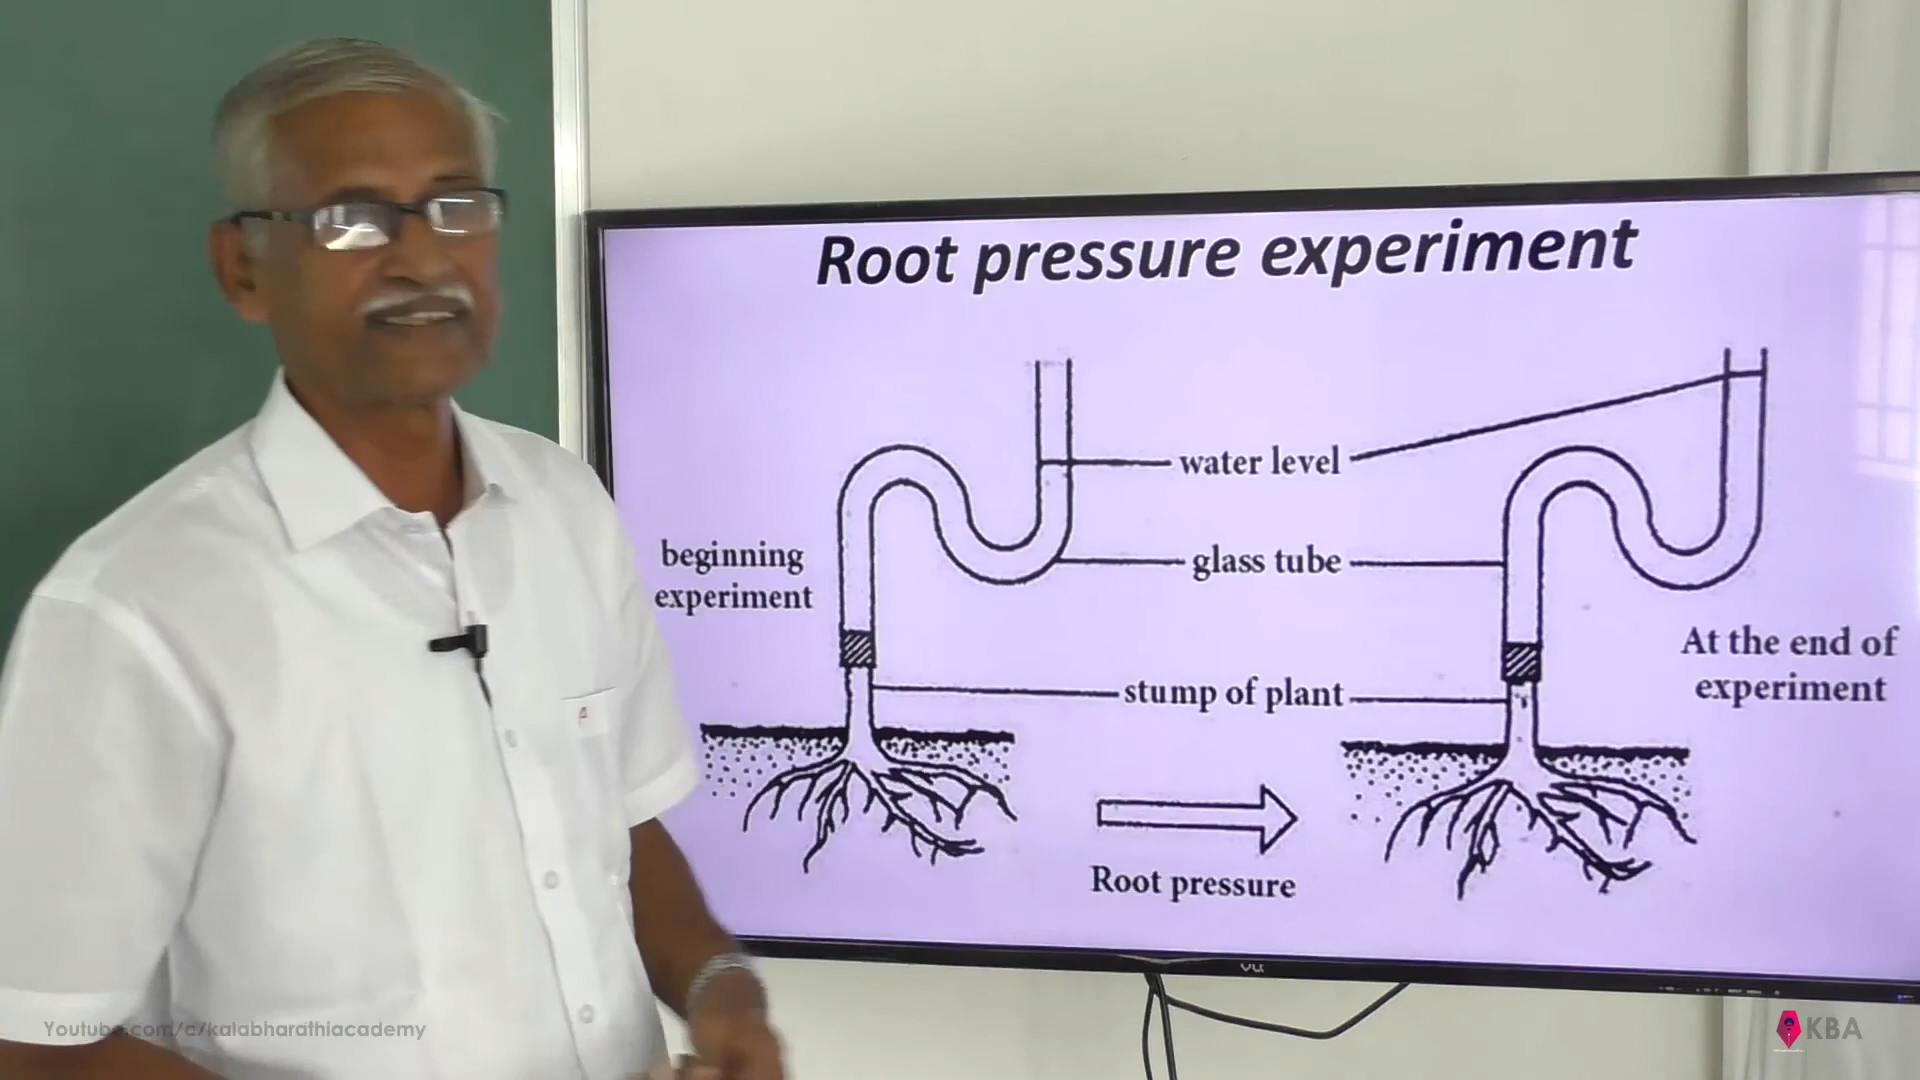 Root pressure experiment
water level
beginning
experiment
glass tube
At the end of
experiment
stump of plant
Root pressure
vu
Youtube.com/c/kalabharathiacademy
KBA